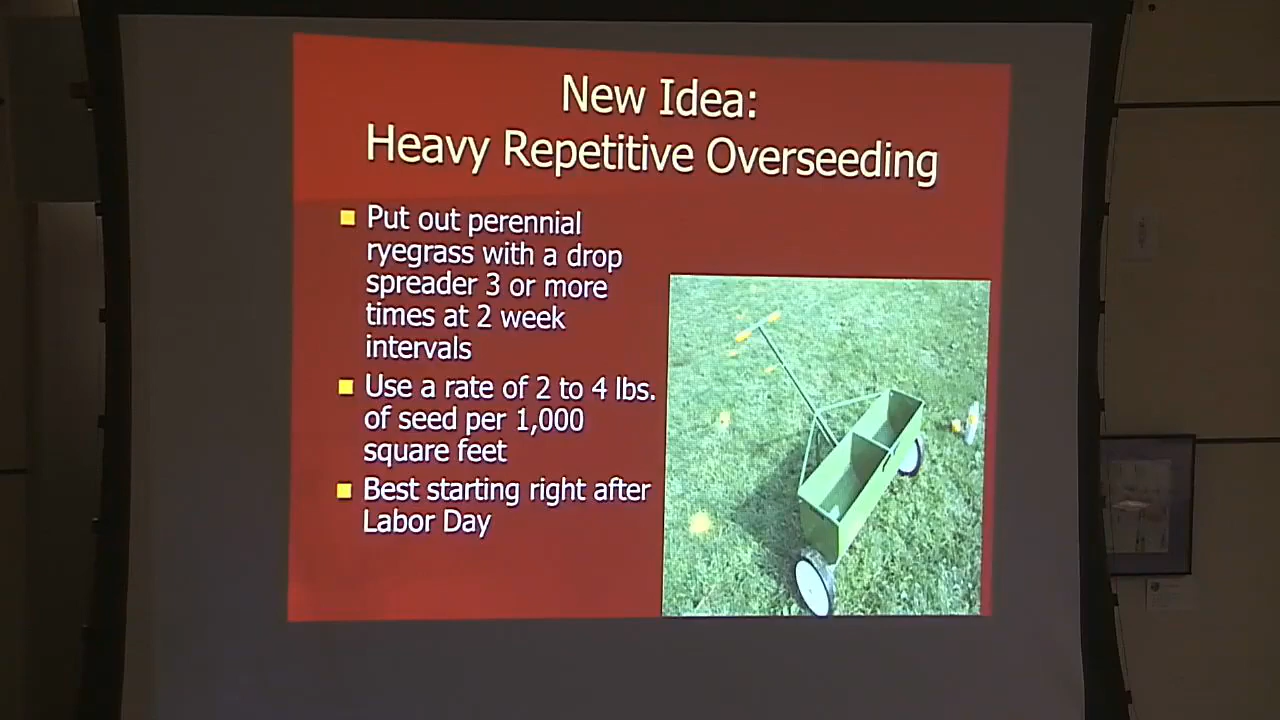 New Idea:
Heavy Repetitive Overseeding
Put out perennial
ryegrass with a drop
spreader 3 or more
times at 2 week
intervals
Use a rate of 2 to 4 lbs.
of seed per 1,000
square feet
Best starting right after
Labor Day